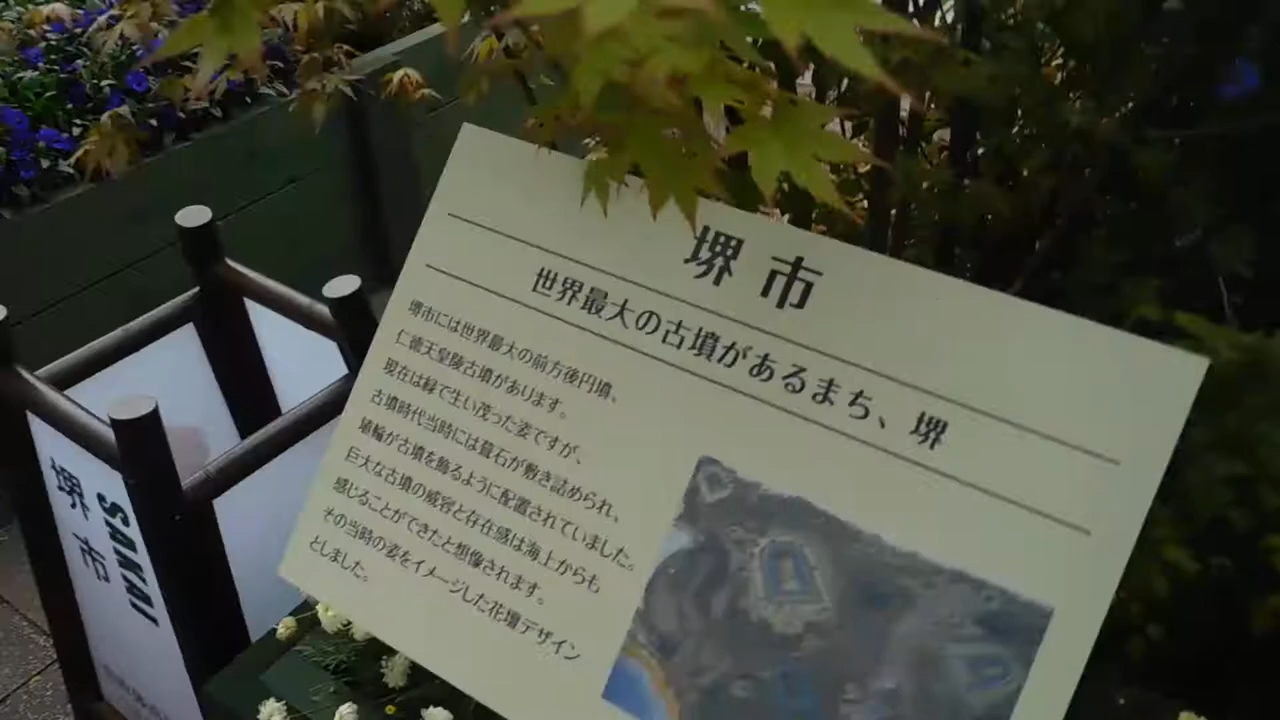 堺市
世界最大の古墳があるまち、堺
堺市には世界最大の前方後円墳、
仁徳天皇陵古墳があります。
現在は緑で生い茂った姿ですが、
古墳時代当時には葺石が敷き詰められ、
埴輪が古墳を飾るように配置されていました。
巨大な古墳の威容と存在感は海上からも
感じることができたと想像されます。
その当時の姿をイメージした花壇デザイン
としました。
堺市
SAKAI